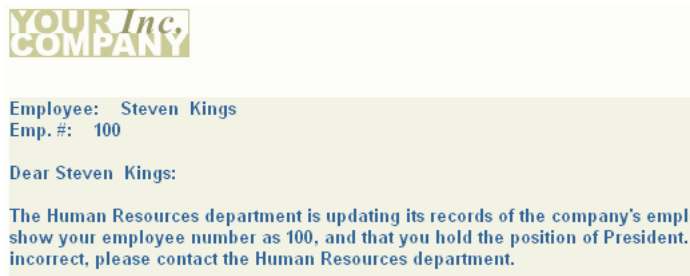 YOUR Inc.
COMPANY
Employee: Steven Kings
Emp. #: 100
Dear Steven Kings:
The Human Resources department is updating its records of the company's empl
show your employee number as 100, and that you hold the position of President.
incorrect, please contact the Human Resources department.